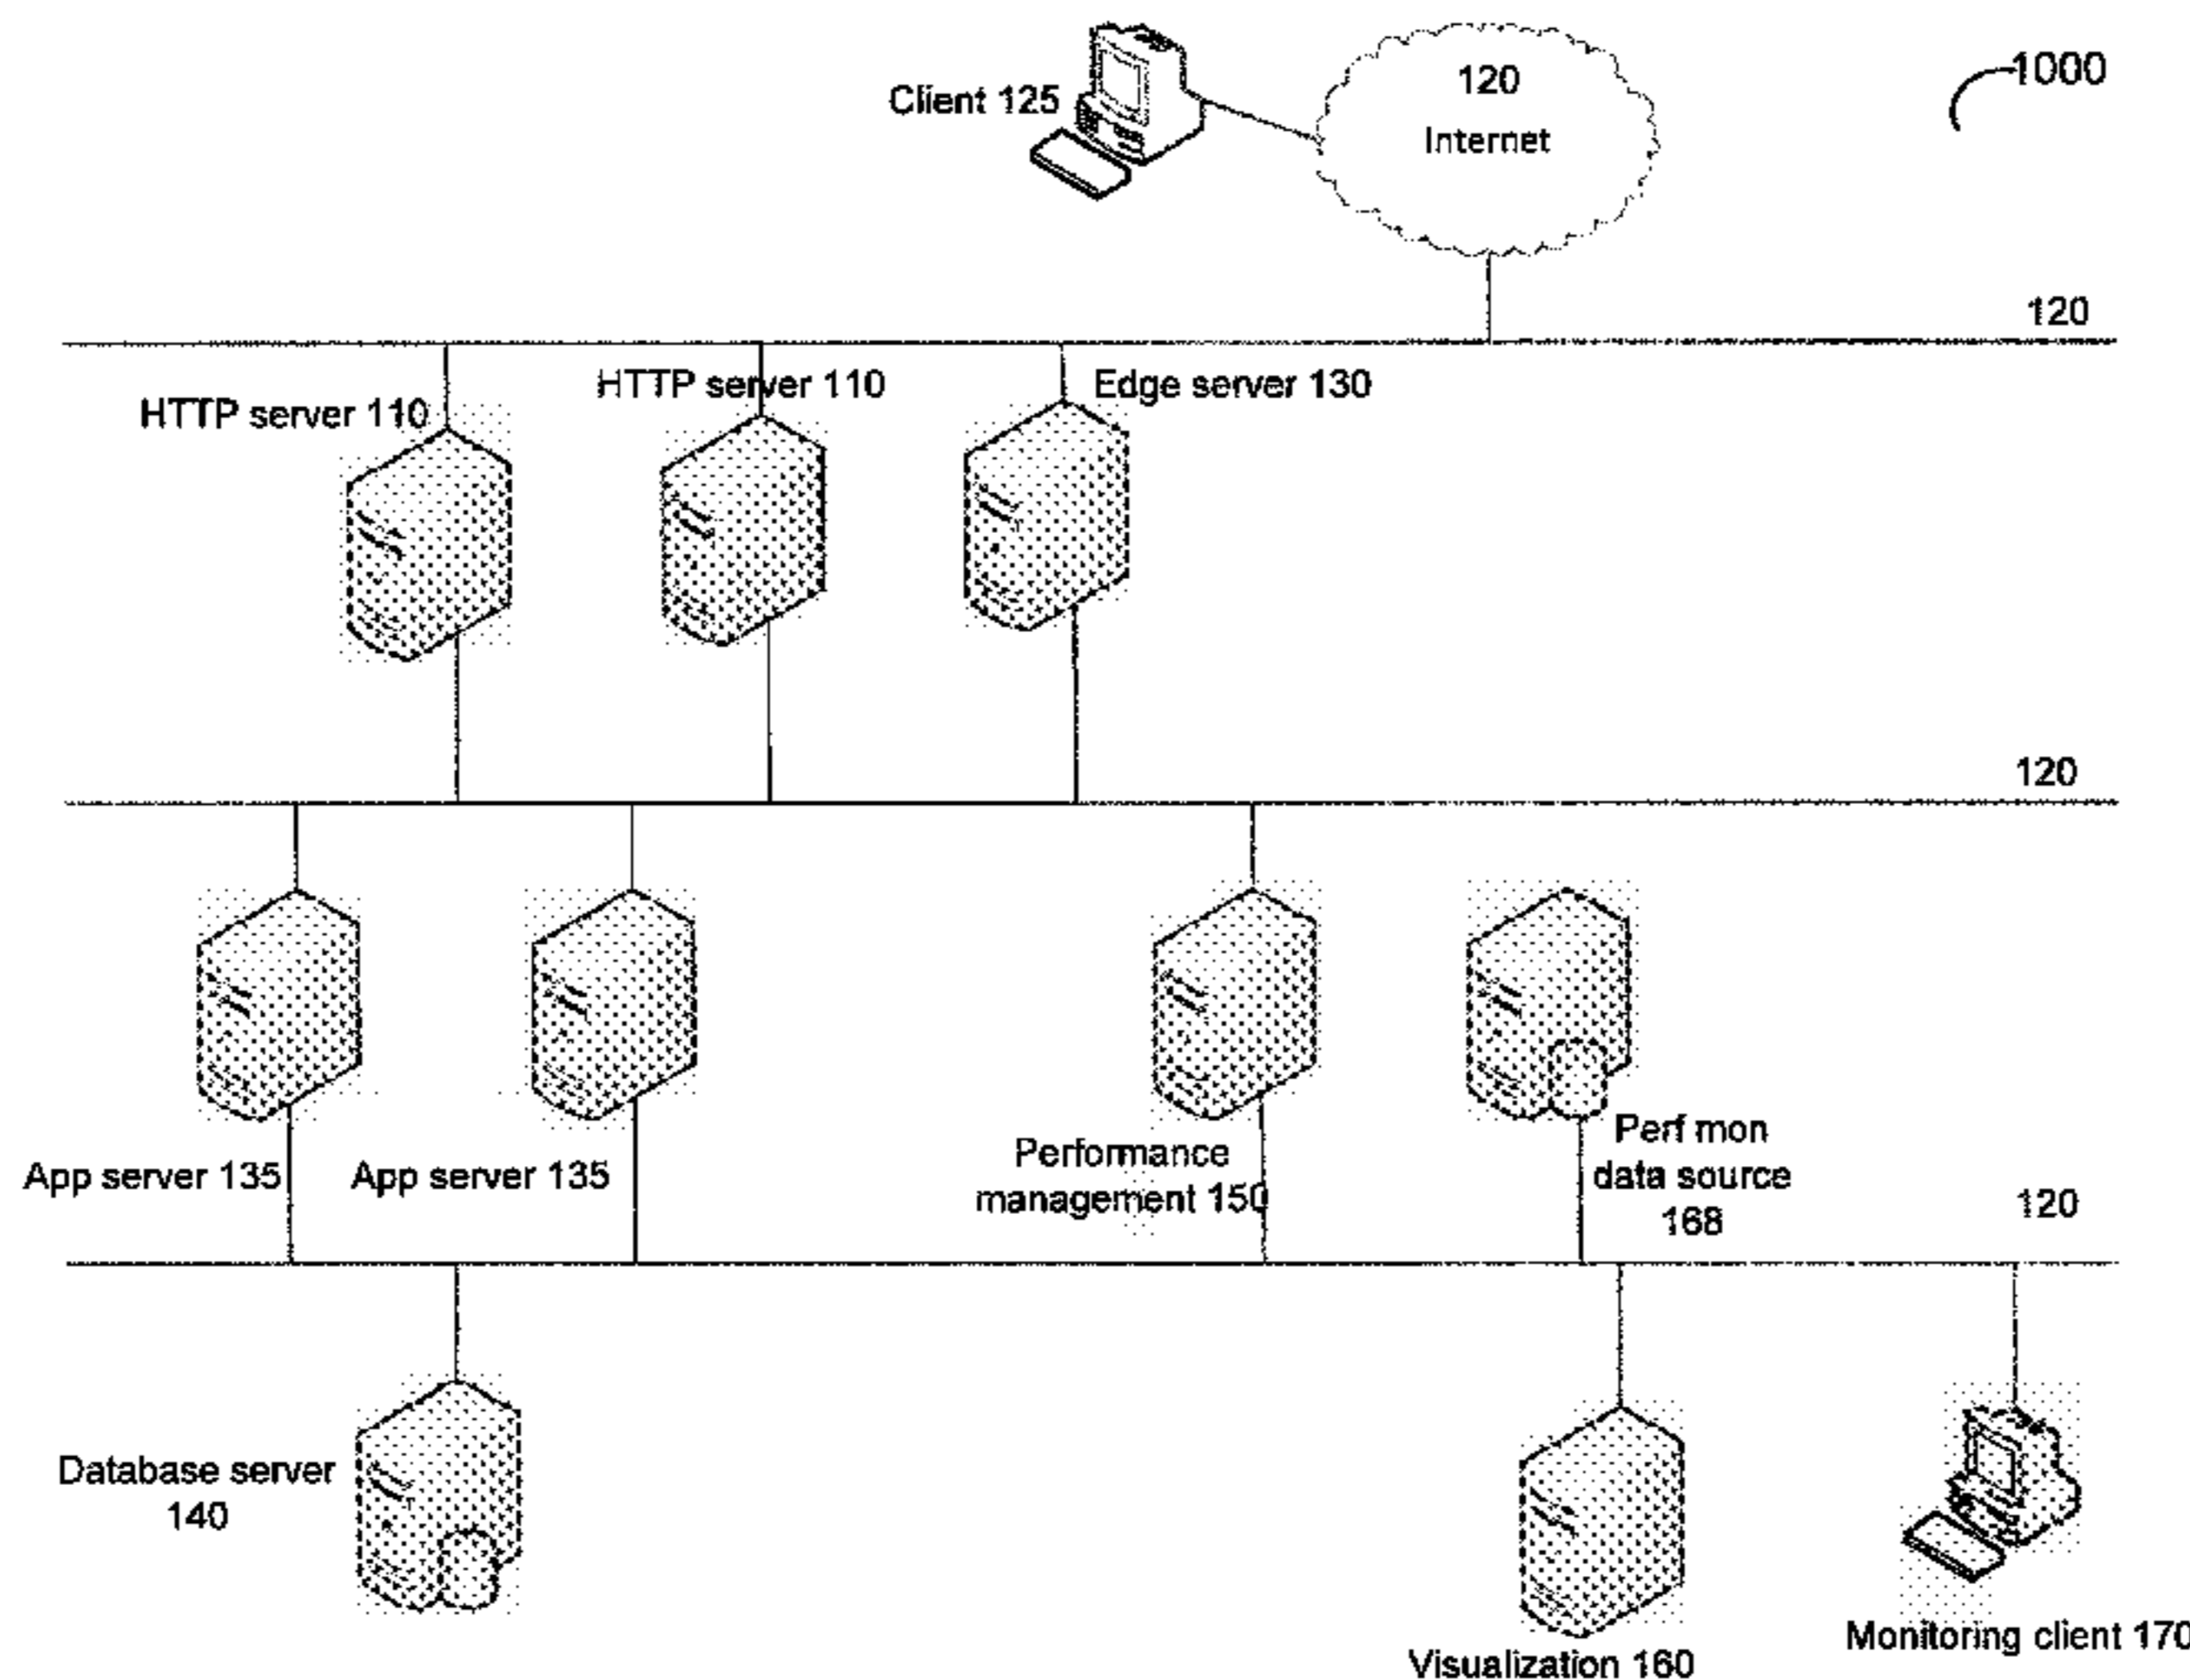 Client 125
120
Internet
1000
120
HTTP server 110
HTTP server 110
Edge server 130
120
App server 135
App server 135
Performance
management 150
Perf mon
data source
168
120
Database server
140
Visualization 160
Monitoring client 170